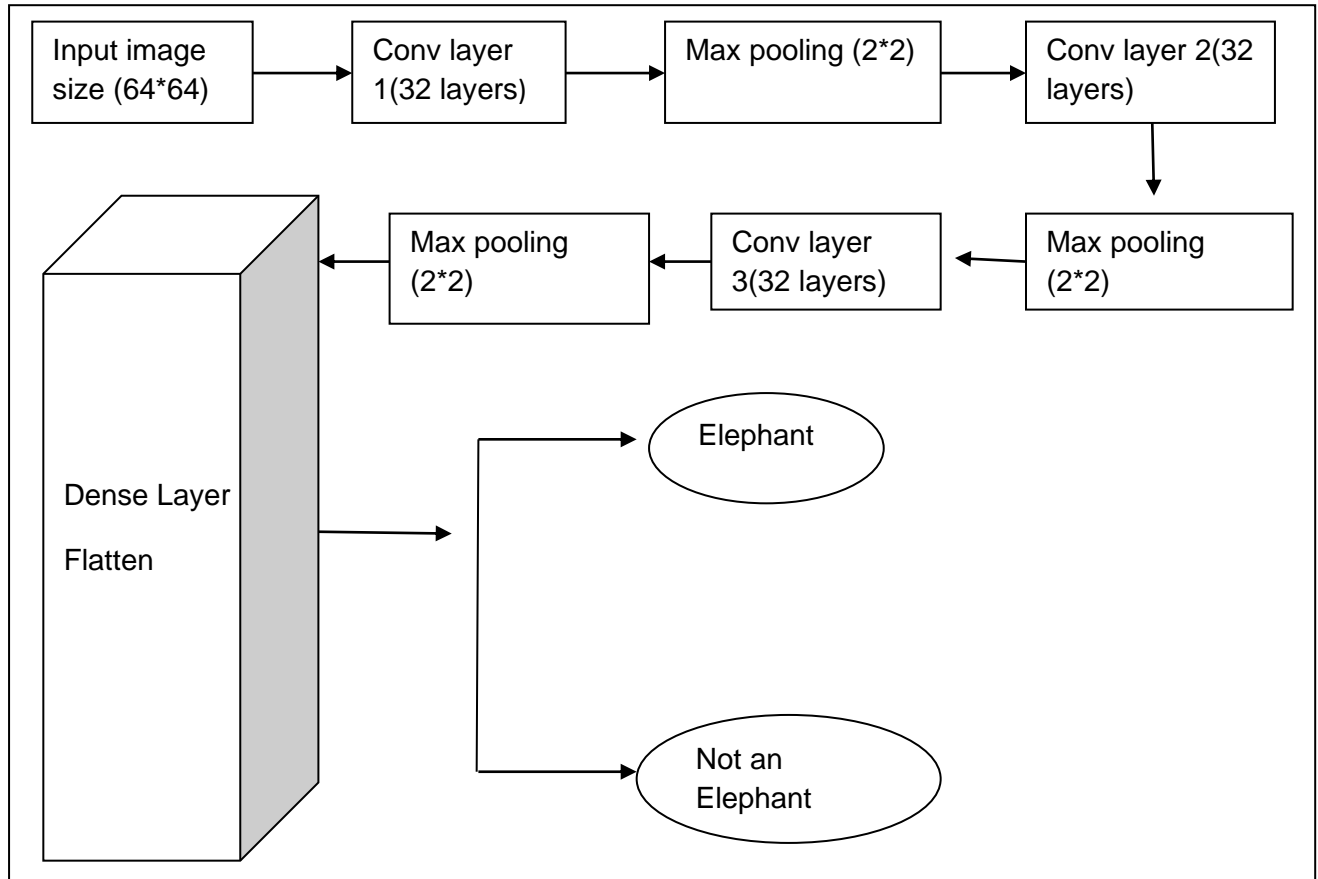 Input image
size (64*64)
Conv layer
1(32 layers)
Max pooling (2*2)
Conv layer 2(32
layers)
Max pooling
(2*2)
Conv layer
3(32 layers)
Max pooling
(2*2)
Dense Layer
Flatten
Elephant
Not an
Elephant